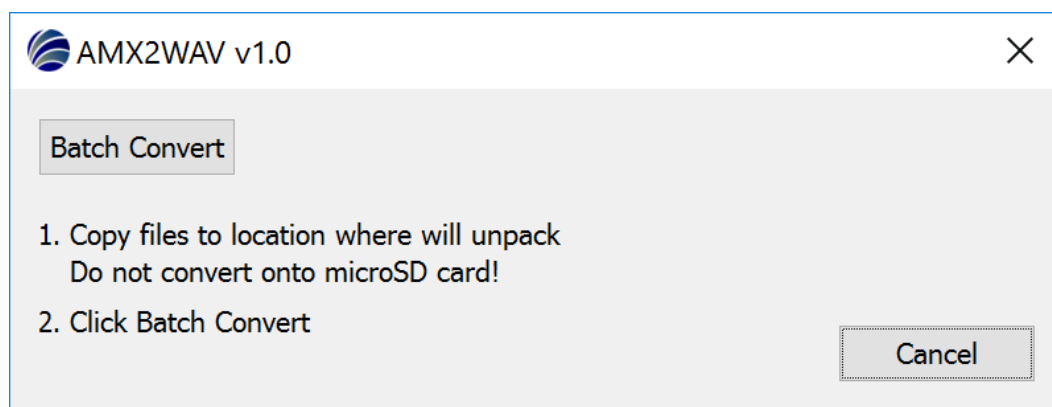 AMX2WAV v1.0
Batch Convert
1. Copy files to location where will unpack
Do not convert onto microSD card!
2. Click Batch Convert
Cancel